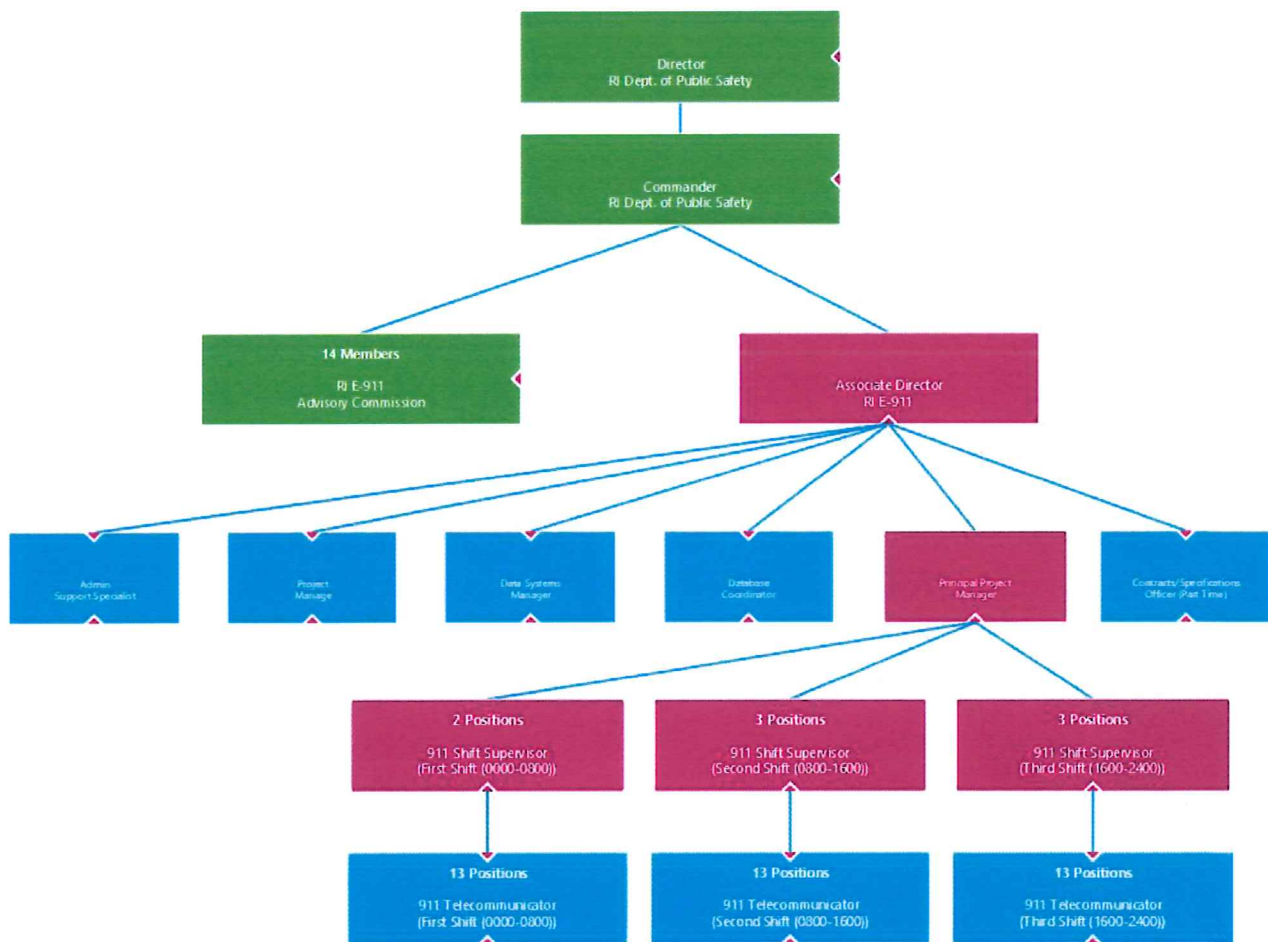 Director
RI Dept. of Public Safety
Commander
RI Dept. of Public Safety
14 Members
RI E-911
Advisory Commission
Associate Director
RI E-911
Admin
Support Specialist
Project
Manage
Data Systems
Manager
Database
Coordinator
Principal Project
Manager
Contracts/Specifications
Officer (Part Time)
2 Positions
911 Shift Supervisor
(First Shift (0000-0800))
3 Positions
911 Shift Supervisor
(Second Shift (0800-1600))
3 Positions
911 Shift Supervisor
(Third Shift (1600-2400))
13 Positions
911 Telecommunicator
(First Shift (0000-0800))
13 Positions
911 Telecommunicator
(Second Shift (0800-1600))
13 Positions
911 Telecommunicator
(Third Shift (1600-2400))